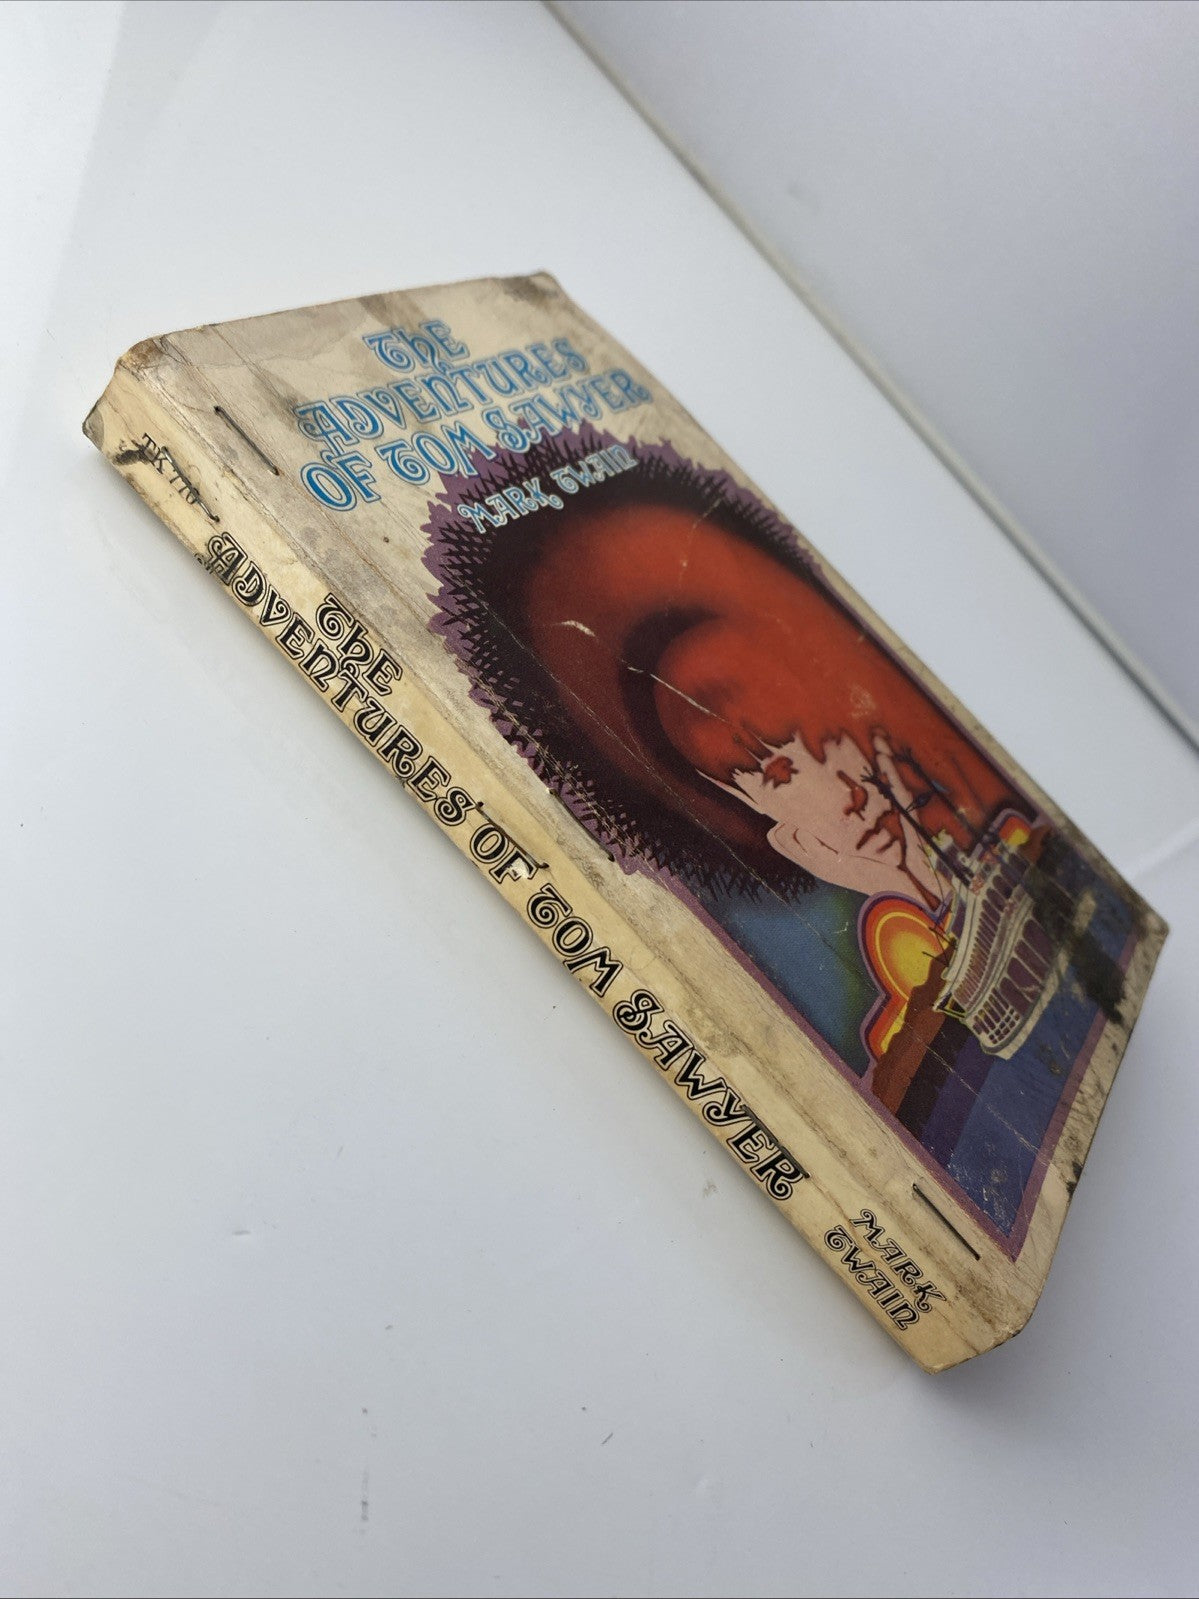 The
ADVENTURES
OF TOM SAWYER
MARK TWAIN
The
ADVENTURES OF TOM SAWYER
MARK
TWAIN